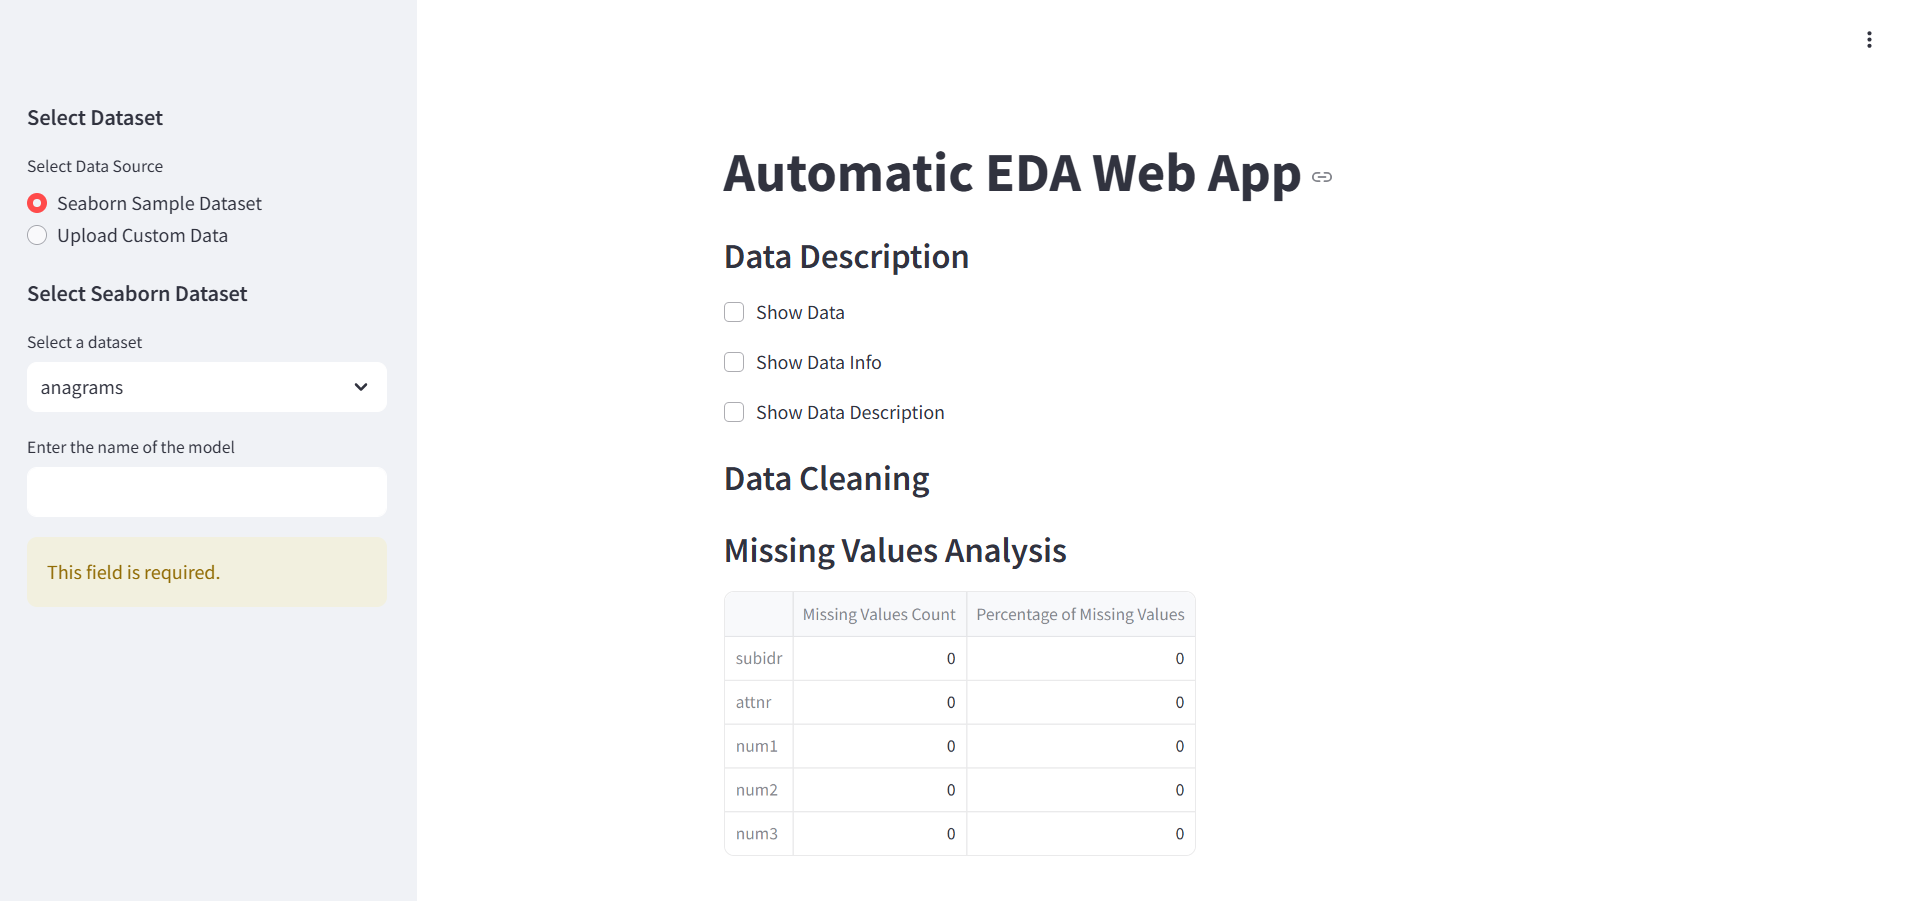 Select Dataset
Select Data Source
Seaborn Sample Dataset
Upload Custom Data
Select Seaborn Dataset
Select a dataset
anagrams
Enter the name of the model
This field is required.
Automatic EDA Web App
Data Description
Show Data
Show Data Info
Show Data Description
Data Cleaning
Missing Values Analysis
Missing Values Count Percentage of Missing Values
subidr 0 0
attnr 0 0
num1 0 0
num2 0 0
num3 0 0